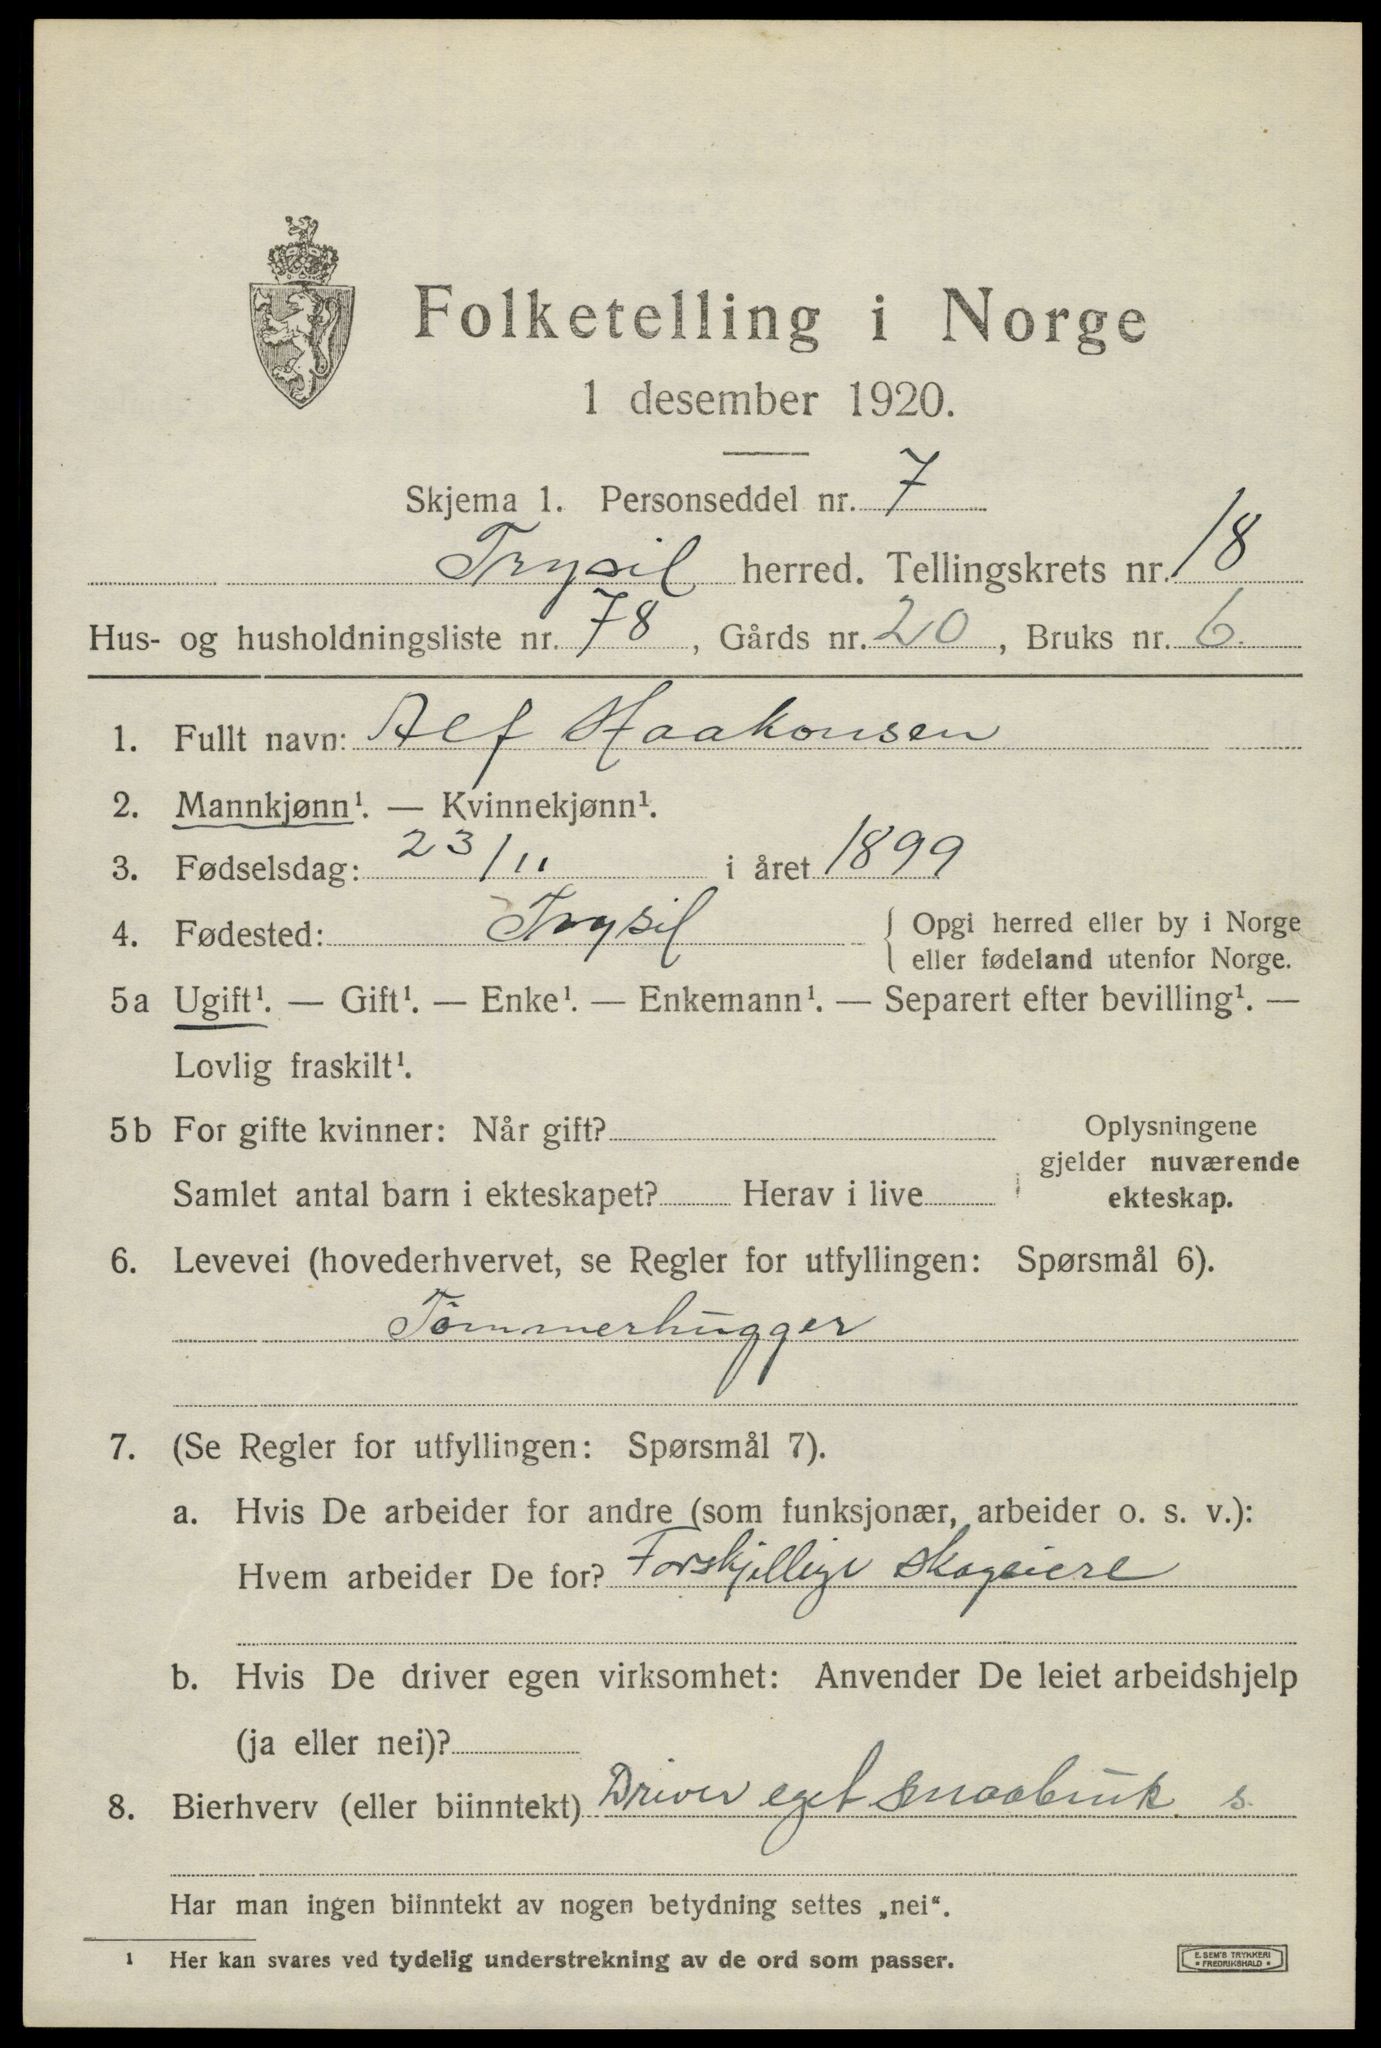 Folketelling i Norge
1 desember 1920.
Skjema 1. Personseddel nr. 7
Trysil herred. Tellingskrets nr. 18
Hus- og husholdningsliste nr. 78, Gårds nr. 20, Bruks nr. 6.
1. Fullt navn: Alf Haakonsen
2. Mannkjønn¹. — Kvinnekjønn¹.
3. Fødselsdag: 23/11 i året 1899
4. Fødested: Trysil { Opgi herred eller by i Norge
eller fødeland utenfor Norge.
5a Ugift¹. — Gift¹. — Enke¹. — Enkemann¹. — Separert efter bevilling¹. —
Lovlig fraskilt¹.
5b For gifte kvinner: Når gift?
Samlet antal barn i ekteskapet? Herav i live
Oplysningene
gjelder nuværende
ekteskap.
6. Levevei (hovederhvervet, se Regler for utfyllingen: Spørsmål 6).
Tömmerhugger
7. (Se Regler for utfyllingen: Spørsmål 7).
a. Hvis De arbeider for andre (som funksjonær, arbeider o. s. v.):
Hvem arbeider De for? Forskjellige skogeiere
b. Hvis De driver egen virksomhet: Anvender De leiet arbeidshjelp
(ja eller nei)?
8. Bierhverv (eller biinntekt) Driver eget smaabruk. s.
Har man ingen biinntekt av nogen betydning settes „nei“.
¹ Her kan svares ved tydelig understrekning av de ord som passer.
E. SEM'S TRYKKERI
* FREDRIKSHALD *